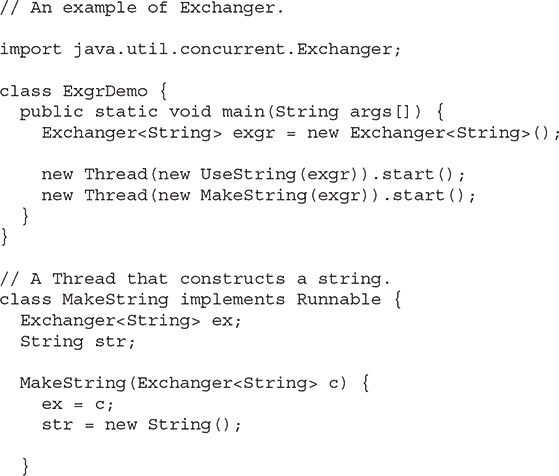 // An example of Exchanger.
import java.util.concurrent.Exchanger;
class ExgrDemo {
  public static void main(String args[]) {
    Exchanger<String> exgr = new Exchanger<String>();
    new Thread(new UseString(exgr)).start();
    new Thread(new MakeString(exgr)).start();
  }
}
// A Thread that constructs a string.
class MakeString implements Runnable {
  Exchanger<String> ex;
  String str;
  MakeString(Exchanger<String> c) {
    ex = c;
    str = new String();
  }